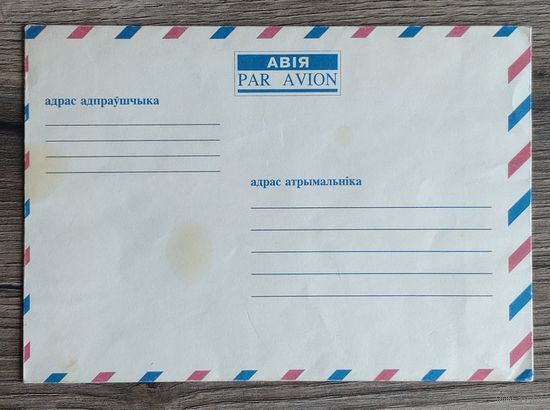 АВІЯ
PAR AVION
адрас адпраўшчыка
адрас атрымальніка